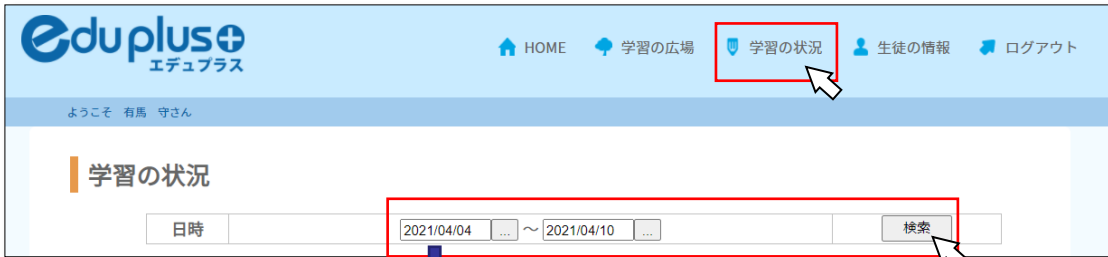 eduplus+
エデュプラス
HOME 学習の広場 学習の状況 生徒の情報 ログアウト
ようこそ 有馬 守さん
学習の状況
日時 2021/04/04 ... ～ 2021/04/10 ... 検索